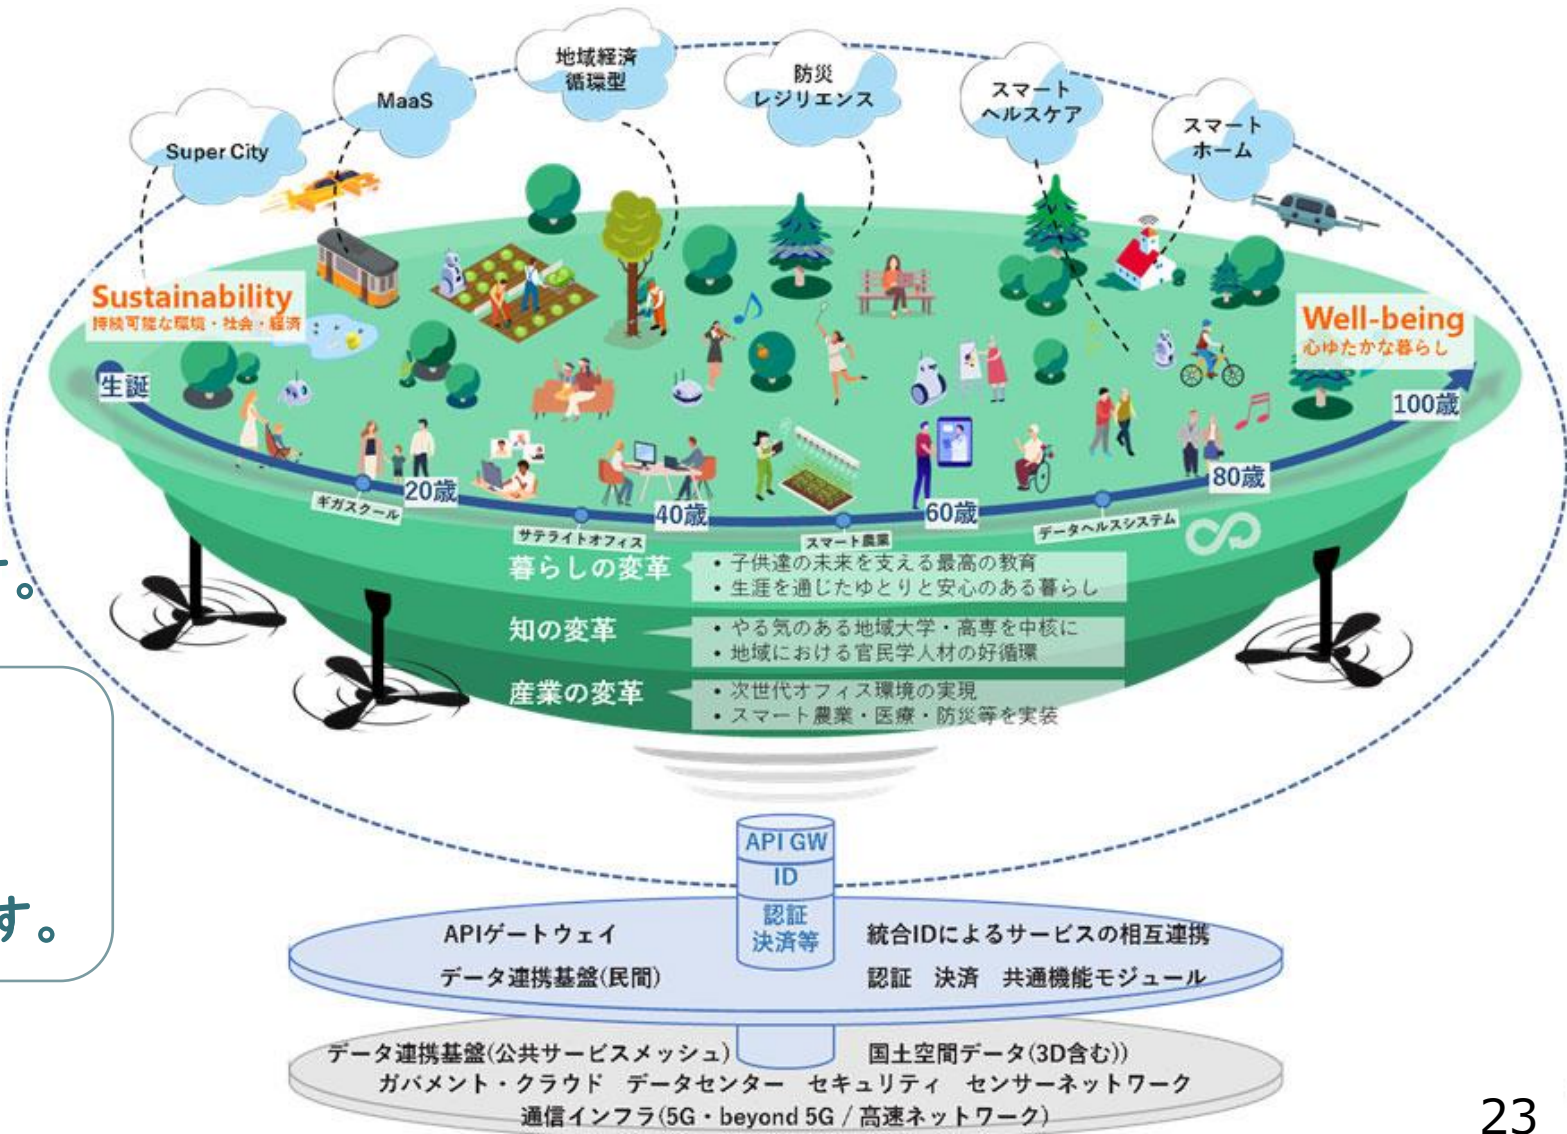 地域経済
循環型
防災
レジリエンス
スマート
ヘルスケア
MaaS
スマート
ホーム
Super City
Sustainability
持続可能な環境・社会・経済
Well-being
心ゆたかな暮らし
生誕
100歳
20歳
80歳
ギガスクール
40歳
60歳
サテライトオフィス
スマート農業
データヘルスシステム
暮らしの変革
• 子供達の未来を支える最高の教育
• 生涯を通じたゆとりと安心のある暮らし
知の変革
• やる気のある地域大学・高専を中核に
• 地域における官民学人材の好循環
産業の変革
• 次世代オフィス環境の実現
• スマート農業・医療・防災等を実装
す。
API GW
ID
認証
決済等
APIゲートウェイ
統合IDによるサービスの相互連携
データ連携基盤(民間)
認証 決済 共通機能モジュール
データ連携基盤(公共サービスメッシュ)
国土空間データ(3D含む))
ガバメント・クラウド データセンター セキュリティ センサーネットワーク
通信インフラ(5G・beyond 5G / 高速ネットワーク)
23